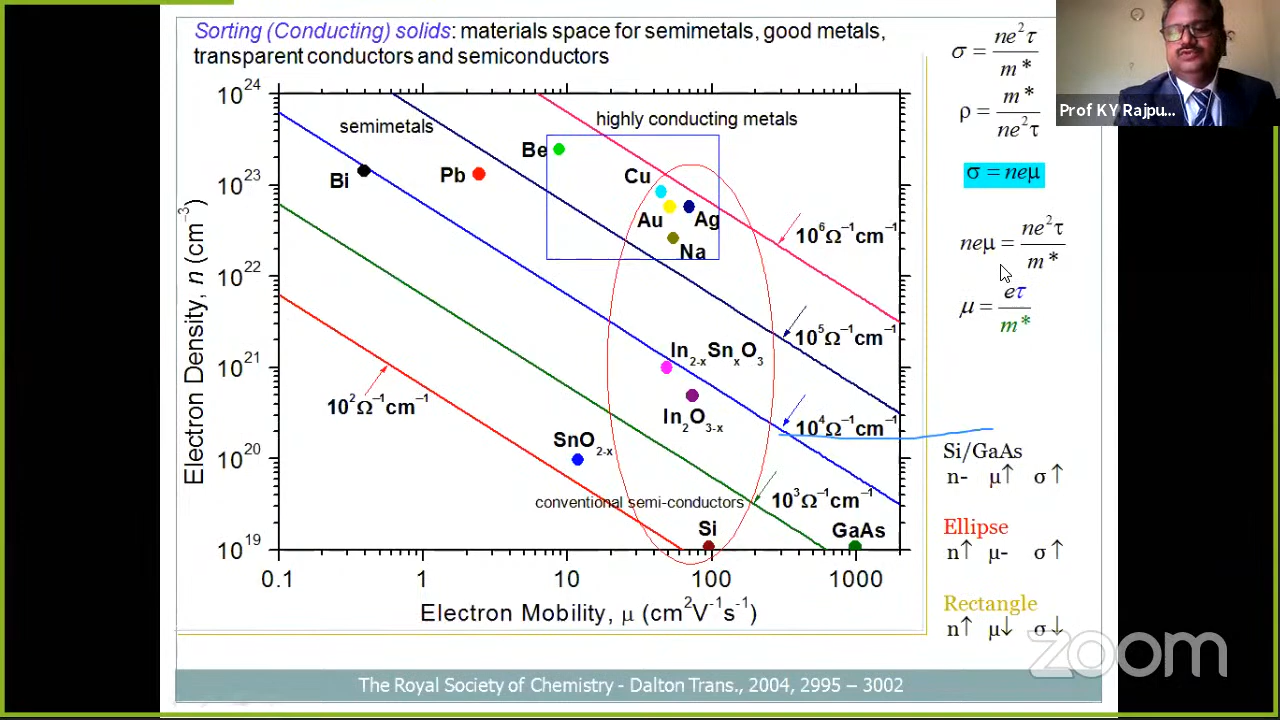 Sorting (Conducting) solids: materials space for semimetals, good metals,
transparent conductors and semiconductors
σ = ne²τ / m*
ρ = m* / ne²τ
σ = neμ
neμ = ne²τ / m*
μ = eτ / m*
Prof KY Rajpu...
Electron Density, n (cm⁻³)
10²⁴
10²³
10²²
10²¹
10²⁰
10¹⁹
semimetals
highly conducting metals
Bi
Pb
Be
Cu
Au
Ag
Na
10⁶Ω⁻¹cm⁻¹
10⁵Ω⁻¹cm⁻¹
In₂₋ₓSnₓO₃
In₂O₃₋ₓ
10⁴Ω⁻¹cm⁻¹
10²Ω⁻¹cm⁻¹
SnO₂₋ₓ
conventional semi-conductors
10³Ω⁻¹cm⁻¹
Si
GaAs
0.1 1 10 100 1000
Electron Mobility, μ (cm²V⁻¹s⁻¹)
Si/GaAs
n- μ↑ σ↑
Ellipse
n↑ μ- σ↑
Rectangle
n↑ μ↓ σ↓
zoom
The Royal Society of Chemistry - Dalton Trans., 2004, 2995 – 3002